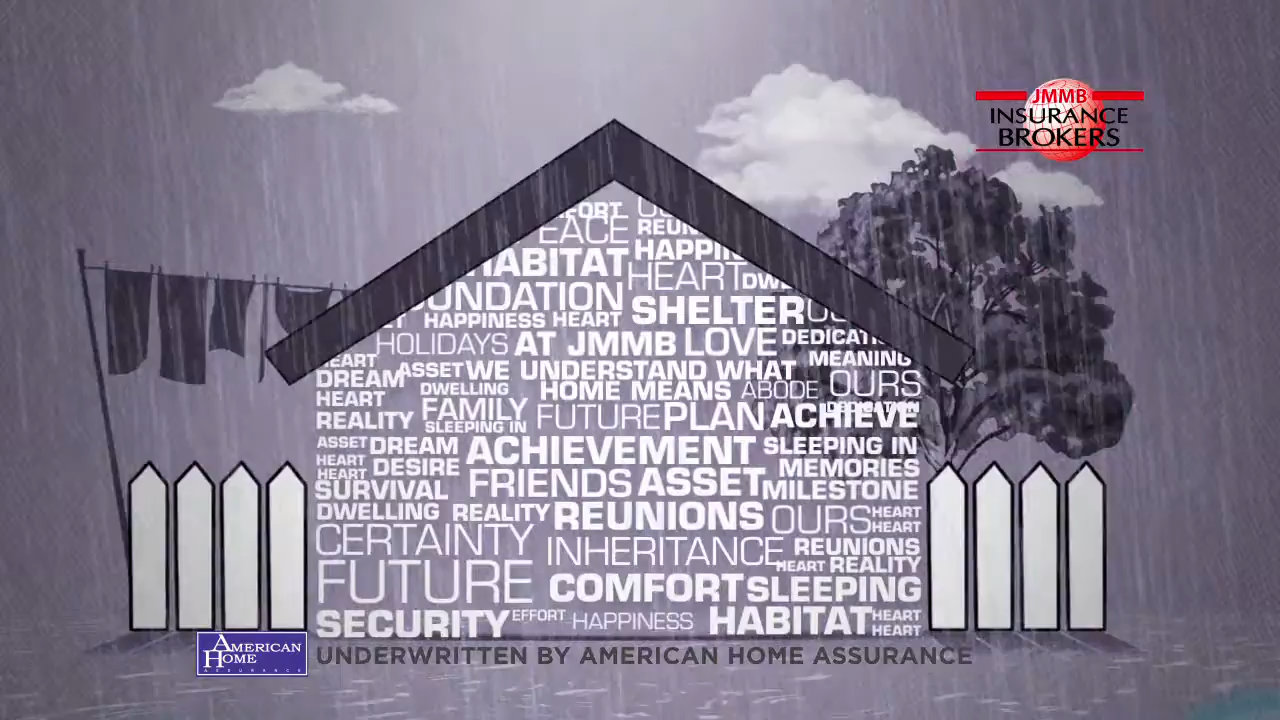 JMMB
INSURANCE
BROKERS
HABITAT HEART
HAPPINESS HEART SHELTER
HOLIDAYS AT JMMB LOVE
HEART ASSET WE UNDERSTAND WHAT MEANING
DREAM DWELLING HOME MEANS ABODE OURS
HEART DEDICATION
REALITY FAMILY FUTURE PLAN ACHIEVE
SLEEPING IN
ASSET DREAM ACHIEVEMENT SLEEPING IN
HEART DESIRE FRIENDS ASSET MEMORIES
HEART
SURVIVAL MILESTONE
DWELLING REALITY REUNIONS OURS HEART
HEART
CERTAINTY INHERITANCE REUNIONS
HEART REALITY
FUTURE COMFORT SLEEPING
SECURITY EFFORT HAPPINESS HABITAT HEART
HEART
AMERICAN
HOME
ASSURANCE
UNDERWRITTEN BY AMERICAN HOME ASSURANCE